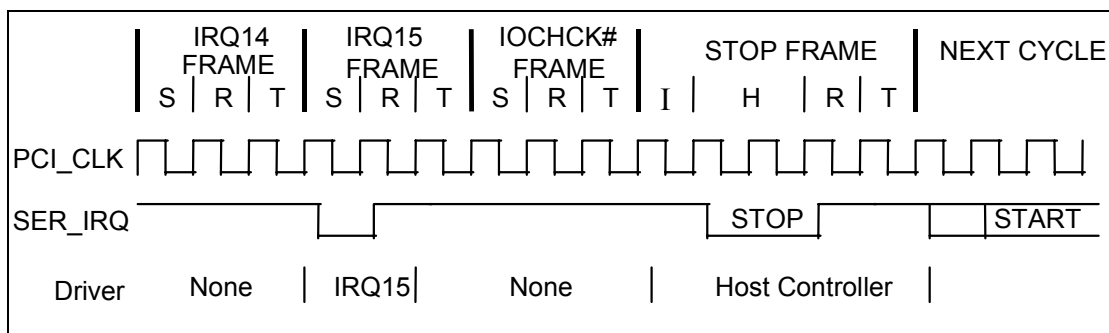 IRQ14 IRQ15 IOCHCK#
FRAME FRAME FRAME STOP FRAME NEXT CYCLE
S R T S R T S R T I H R T
PCI_CLK
SER_IRQ STOP START
Driver None IRQ15 None Host Controller